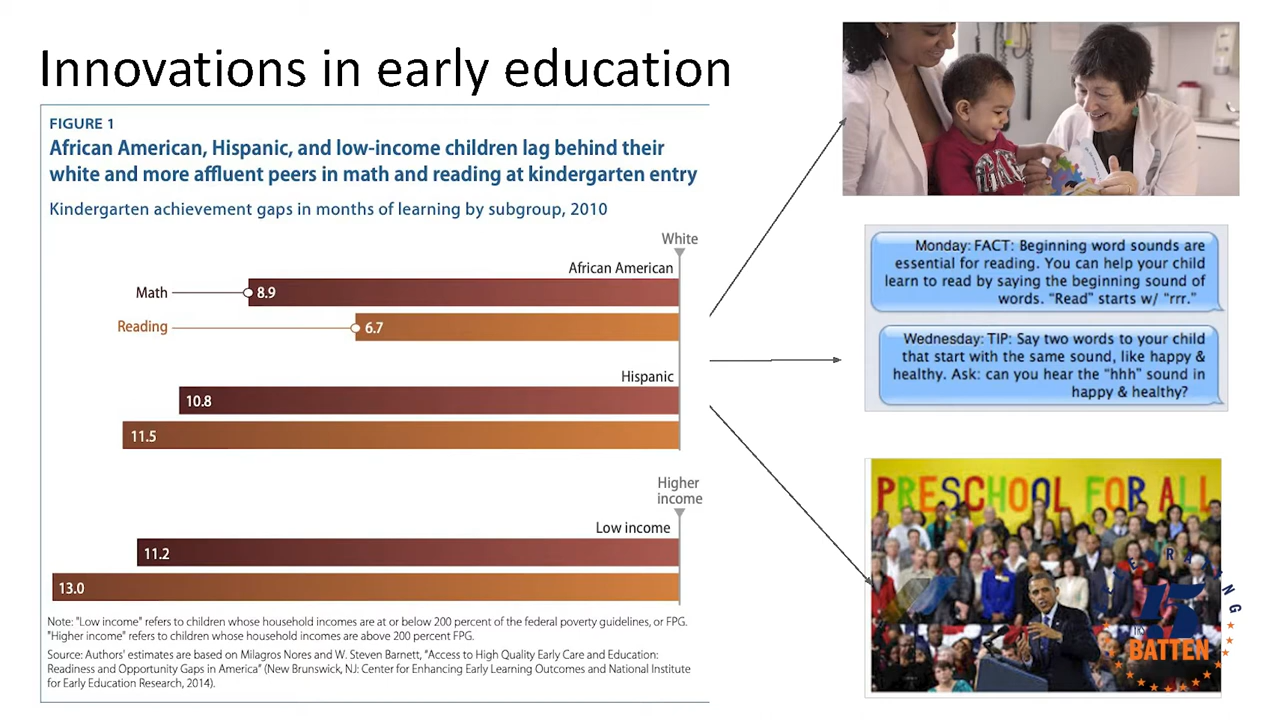 Innovations in early education
FIGURE 1
African American, Hispanic, and low-income children lag behind their
white and more affluent peers in math and reading at kindergarten entry
Kindergarten achievement gaps in months of learning by subgroup, 2010
White
African American
Math
8.9
Reading
6.7
Hispanic
10.8
11.5
Higher
income
Low income
11.2
13.0
Note: "Low income" refers to children whose household incomes are at or below 200 percent of the federal poverty guidelines, or FPG.
"Higher income" refers to children whose household incomes are above 200 percent FPG.
Source: Authors' estimates are based on Milagros Nores and W. Steven Barnett, "Access to High Quality Early Care and Education:
Readiness and Opportunity Gaps in America" (New Brunswick, NJ: Center for Enhancing Early Learning Outcomes and National Institute
for Early Education Research, 2014).
GAP
Monday: FACT: Beginning word sounds are
essential for reading. You can help your child
learn to read by saying the beginning sound of
words. "Read" starts w/ "rrr."
Wednesday: TIP: Say two words to your child
that start with the same sound, like happy &
healthy. Ask: can you hear the "hhh" sound in
happy & healthy?
PRESCHOOL FOR ALL
BATTEN